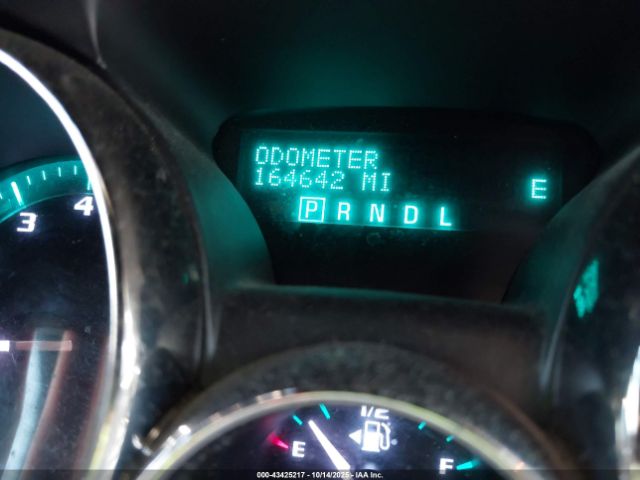 ODOMETER
164642 MI
E
P R N D L
3 4
1/2
E
F
000-43425217 - 10/14/2025 - © IAA Inc.